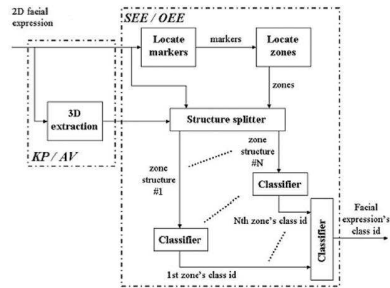 2D facial
expression
SEE / OEE
Locate
markers
markers
Locate
zones
zones
3D
extraction
KP / AV
Structure splitter
zone
structure
#1
zone
structure
#N
Classifier
Nth zone's class id
Classifier
1st zone's class id
Classifier
Facial
expression's
class id